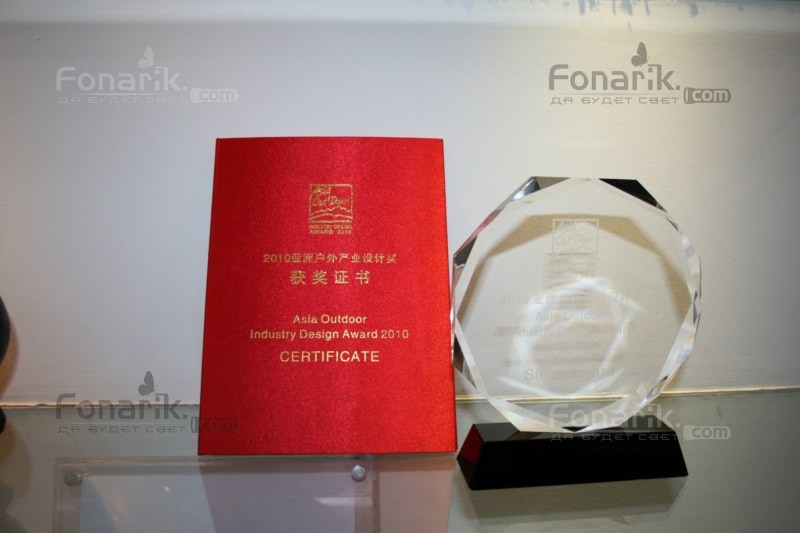 Fonarik.com
ДА БУДЕТ СВЕТ
Fonarik.com
ДА БУДЕТ СВЕТ
Asia
OutDoor
INDUSTRY DESIGN
AWARD 2010
2010亚洲户外产业设计奖
获奖证书
Asia Outdoor
Industry Design Award 2010
CERTIFICATE
Fonarik.com
ДА БУДЕТ СВЕТ
Fonarik.com
ДА БУДЕТ СВЕТ